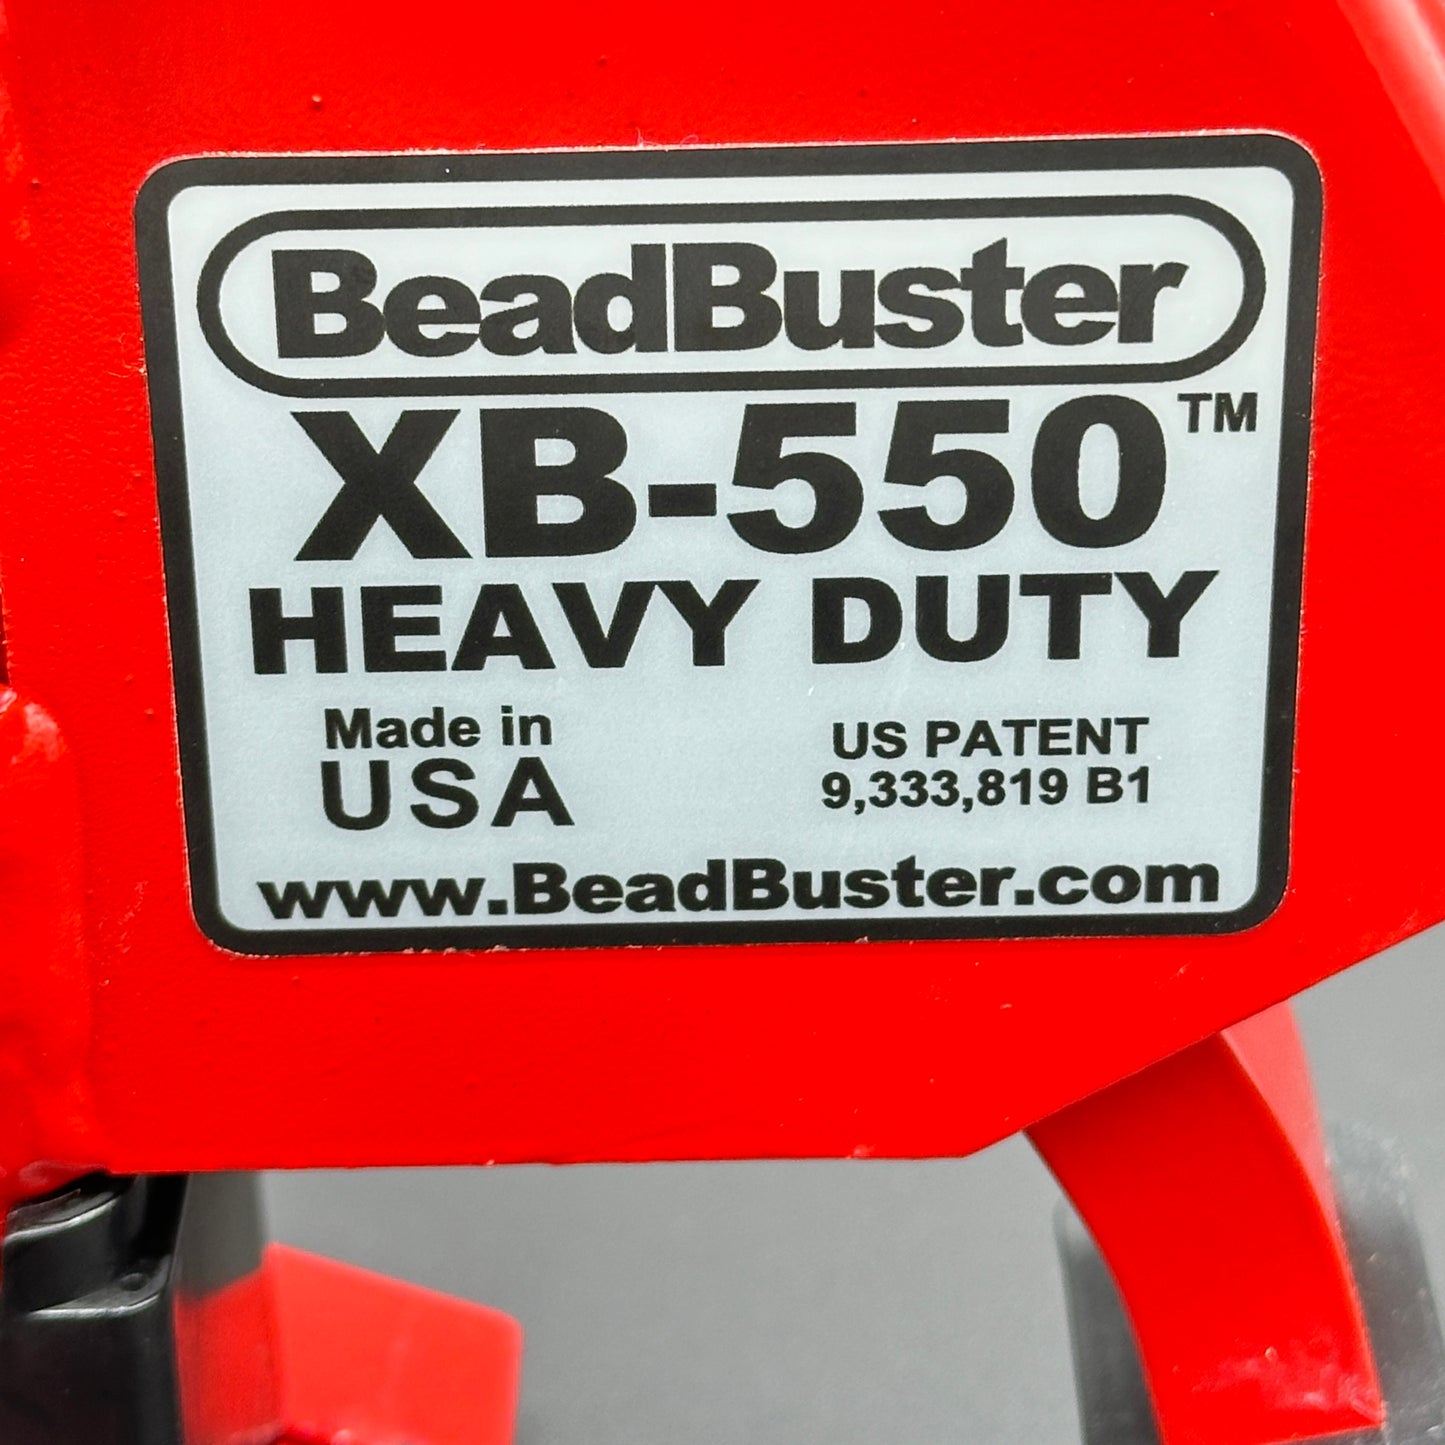 BeadBuster
XB-550™
HEAVY DUTY
Made in
USA
US PATENT
9,333,819 B1
www.BeadBuster.com